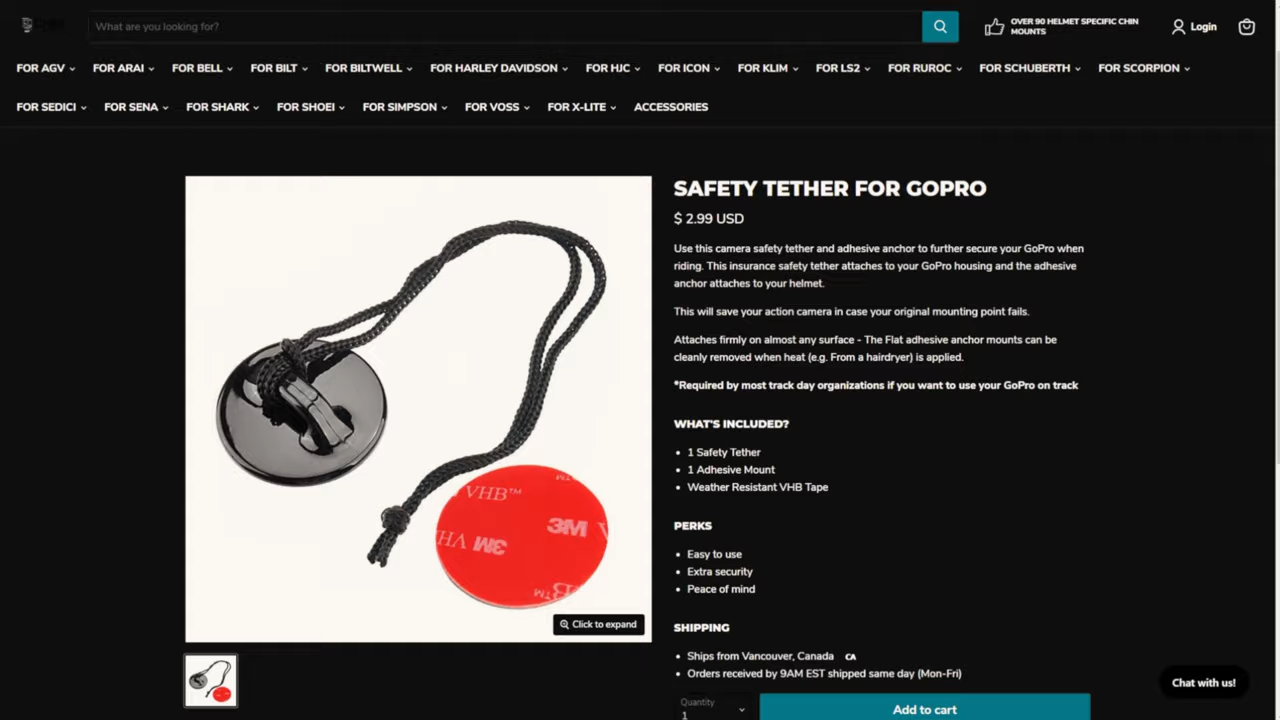 What are you looking for?
OVER 90 HELMET SPECIFIC CHIN
MOUNTS
Login
FOR AGV
FOR ARAI
FOR BELL
FOR BILT
FOR BILTWELL
FOR HARLEY DAVIDSON
FOR HJC
FOR ICON
FOR KLIM
FOR LS2
FOR RUROC
FOR SCHUBERTH
FOR SCORPION
FOR SEDICI
FOR SENA
FOR SHARK
FOR SHOEI
FOR SIMPSON
FOR VOSS
FOR X-LITE
ACCESSORIES
VHB™
3M
VH
3M
Click to expand
SAFETY TETHER FOR GOPRO
$ 2.99 USD
Use this camera safety tether and adhesive anchor to further secure your GoPro when
riding. This insurance safety tether attaches to your GoPro housing and the adhesive
anchor attaches to your helmet.
This will save your action camera in case your original mounting point fails.
Attaches firmly on almost any surface - The Flat adhesive anchor mounts can be
cleanly removed when heat (e.g. From a hairdryer) is applied.
*Required by most track day organizations if you want to use your GoPro on track
WHAT'S INCLUDED?
• 1 Safety Tether
• 1 Adhesive Mount
• Weather Resistant VHB Tape
PERKS
• Easy to use
• Extra security
• Peace of mind
SHIPPING
• Ships from Vancouver, Canada CA
• Orders received by 9AM EST shipped same day (Mon-Fri)
Quantity
1
Add to cart
Chat with us!